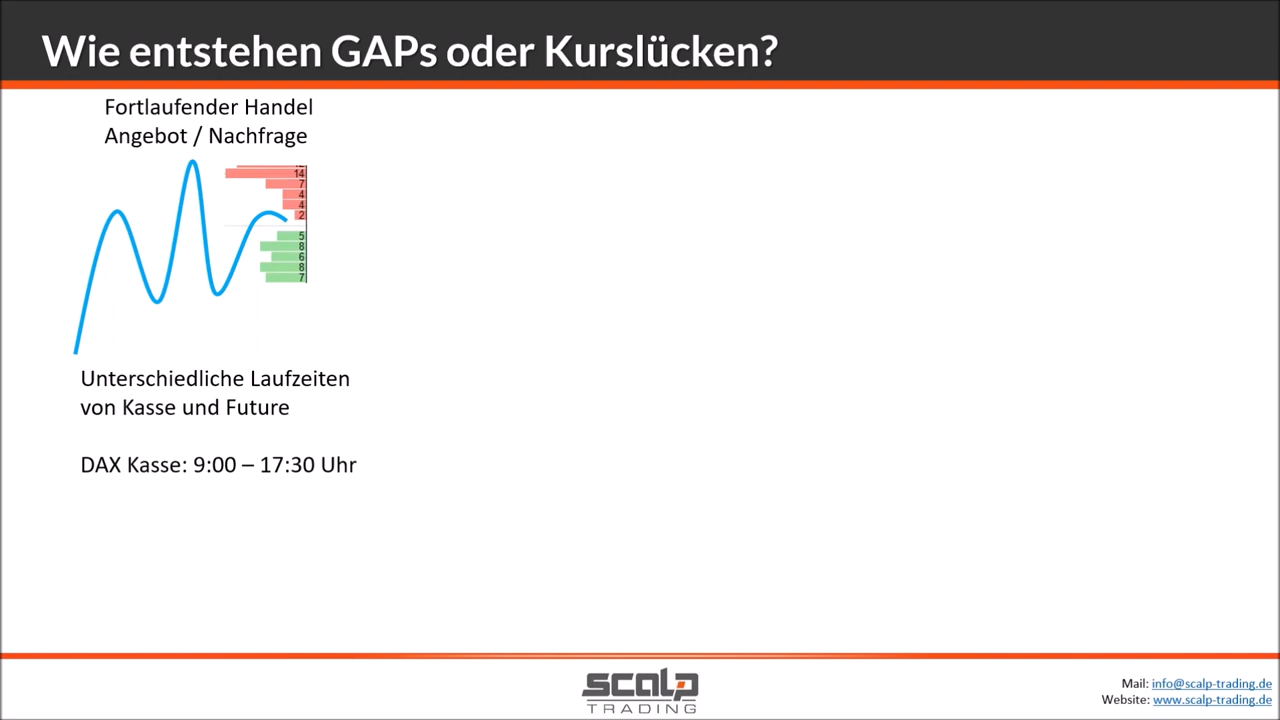 Wie entstehen GAPs oder Kurslücken?
Fortlaufender Handel
Angebot / Nachfrage
14
7
4
4
2
5
8
6
8
7
Unterschiedliche Laufzeiten
von Kasse und Future
DAX Kasse: 9:00 – 17:30 Uhr
scalp
TRADING
Mail: info@scalp-trading.de
Website: www.scalp-trading.de